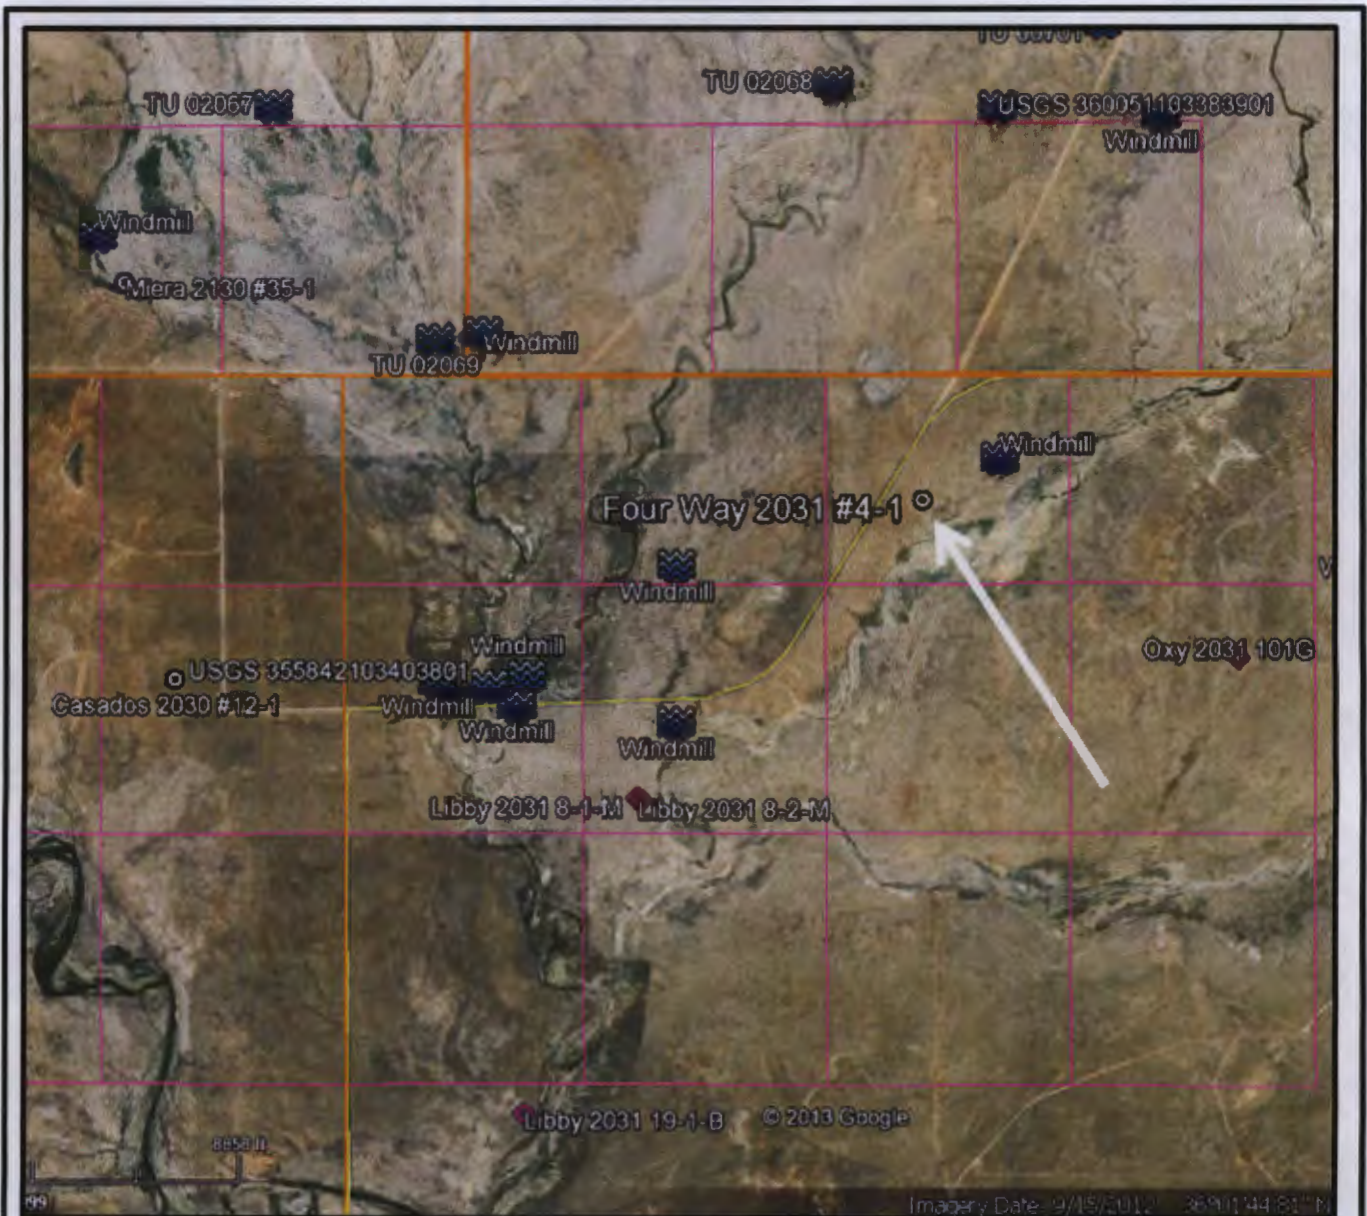 TU 02067
TU 02068
USGS 360051103383901
Windmill
Windmill
Miera 2130 #35-1
Windmill
TU 02069
Windmill
Four Way 2031 #4-1
Windmill
Windmill
USGS 355842103403801
Oxy 2031 101G
Casados 2030 #12-1
Windmill
Windmill
Windmill
Libby 2031 8-1-M
Libby 2031 8-2-M
Libby 2031 19-1-B
© 2013 Google
Imagery Date: 9/15/2012